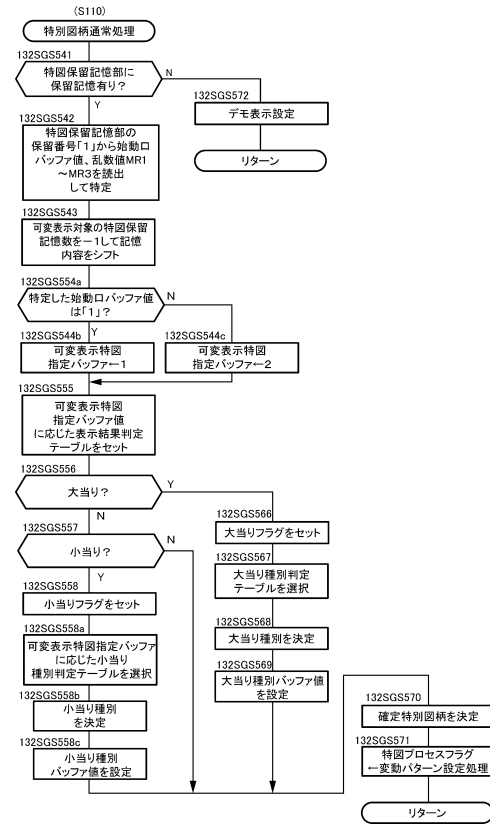 (S110)
特別図柄通常処理
132SGS541
特図保留記憶部に
保留記憶有り？
N
Y
132SGS572
デモ表示設定
リターン
132SGS542
特図保留記憶部の
保留番号「1」から始動口
バッファ値、乱数値MR1
～MR3を読出
して特定
132SGS543
可変表示対象の特図保留
記憶数を－1して記憶
内容をシフト
132SGS554a
特定した始動口バッファ値
は「1」？
N
Y
132SGS544b
可変表示特図
指定バッファ←1
132SGS544c
可変表示特図
指定バッファ←2
132SGS555
可変表示特図
指定バッファ値
に応じた表示結果判定
テーブルをセット
132SGS556
大当り？
Y
N
132SGS557
小当り？
N
Y
132SGS558
小当りフラグをセット
132SGS558a
可変表示特図指定バッファ
に応じた小当り
種別判定テーブルを選択
132SGS558b
小当り種別
を決定
132SGS558c
小当り種別
バッファ値を設定
132SGS566
大当りフラグをセット
132SGS567
大当り種別判定
テーブルを選択
132SGS568
大当り種別を決定
132SGS569
大当り種別バッファ値
を設定
132SGS570
確定特別図柄を決定
132SGS571
特図プロセスフラグ
←変動パターン設定処理
リターン